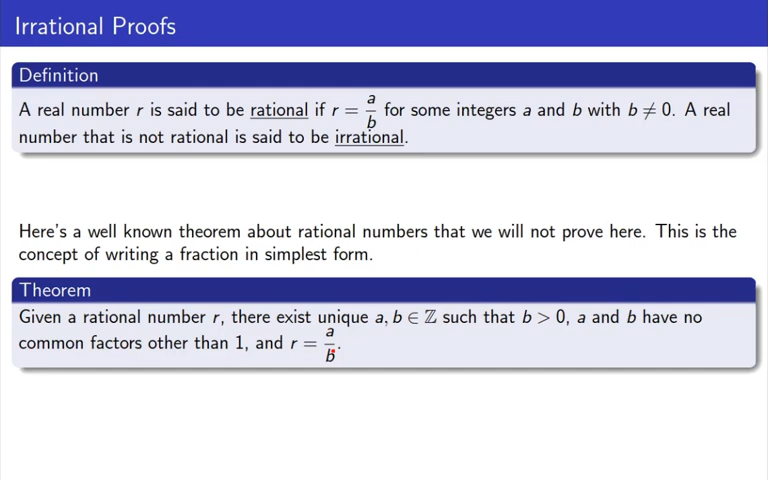 Irrational Proofs
Definition
A real number r is said to be rational if r = a/b for some integers a and b with b ≠ 0. A real
number that is not rational is said to be irrational.
Here's a well known theorem about rational numbers that we will not prove here. This is the
concept of writing a fraction in simplest form.
Theorem
Given a rational number r, there exist unique a, b ∈ ℤ such that b > 0, a and b have no
common factors other than 1, and r = a/b.